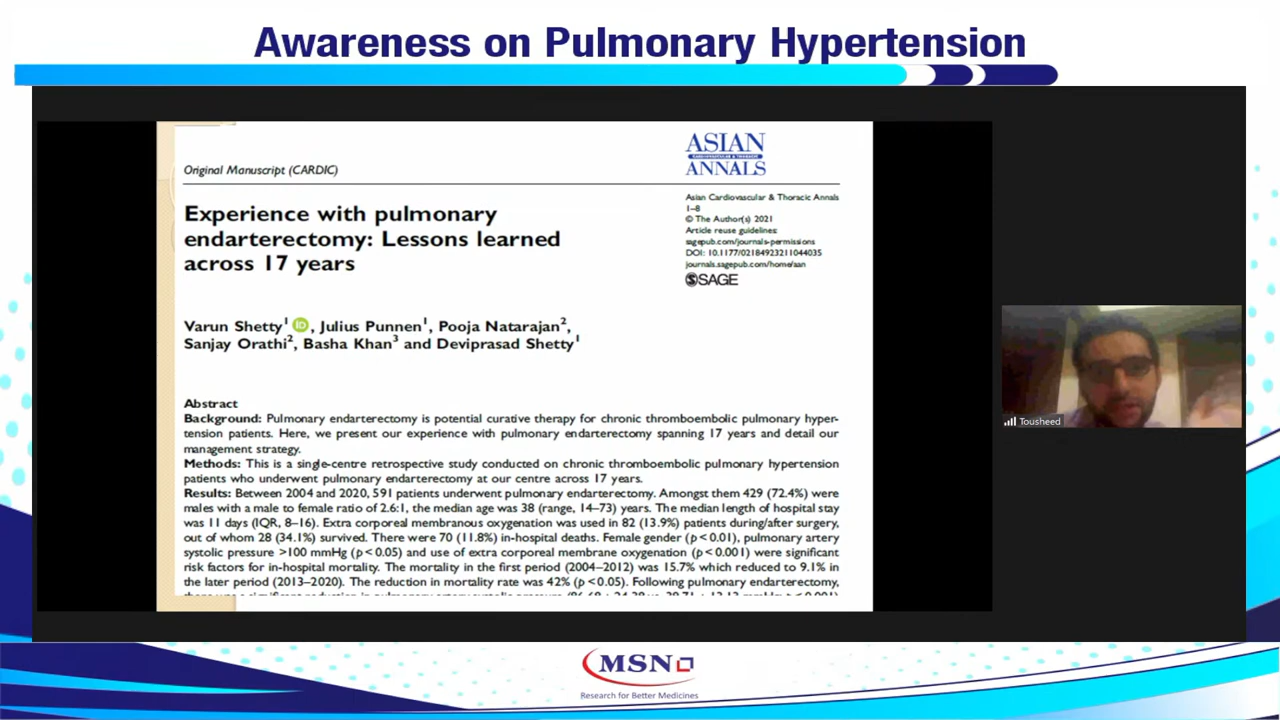 Awareness on Pulmonary Hypertension
Original Manuscript (CARDIC)
ASIAN
CARDIOVASCULAR & THORACIC
ANNALS
Experience with pulmonary
endarterectomy: Lessons learned
across 17 years
Asian Cardiovascular & Thoracic Annals
1–8
© The Author(s) 2021
Article reuse guidelines:
sagepub.com/journals-permissions
DOI: 10.1177/02184923211044035
journals.sagepub.com/home/aan
SAGE
Varun Shetty1 iD, Julius Punnen1, Pooja Natarajan2,
Sanjay Orathi2, Basha Khan3 and Deviprasad Shetty1
Abstract
Background: Pulmonary endarterectomy is potential curative therapy for chronic thromboembolic pulmonary hyper-
tension patients. Here, we present our experience with pulmonary endarterectomy spanning 17 years and detail our
management strategy.
Methods: This is a single-centre retrospective study conducted on chronic thromboembolic pulmonary hypertension
patients who underwent pulmonary endarterectomy at our centre across 17 years.
Results: Between 2004 and 2020, 591 patients underwent pulmonary endarterectomy. Amongst them 429 (72.4%) were
males with a male to female ratio of 2.6:1, the median age was 38 (range, 14–73) years. The median length of hospital stay
was 11 days (IQR, 8–16). Extra corporeal membranous oxygenation was used in 82 (13.9%) patients during/after surgery,
out of whom 28 (34.1%) survived. There were 70 (11.8%) in-hospital deaths. Female gender (p < 0.01), pulmonary artery
systolic pressure >100 mmHg (p < 0.05) and use of extra corporeal membrane oxygenation (p < 0.001) were significant
risk factors for in-hospital mortality. The mortality in the first period (2004–2012) was 15.7% which reduced to 9.1% in
the later period (2013–2020). The reduction in mortality rate was 42% (p < 0.05). Following pulmonary endarterectomy,
Tousheed
MSN
Research for Better Medicines